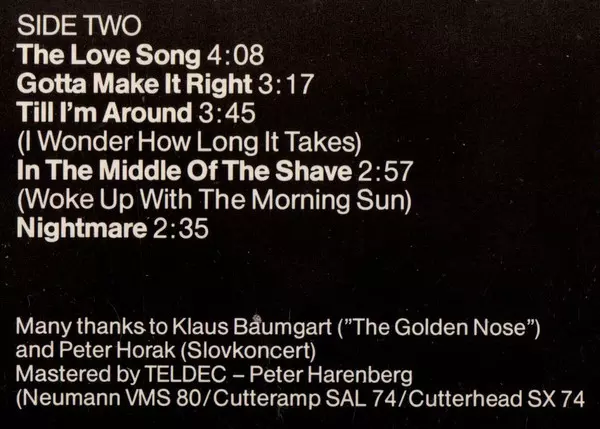 SIDE TWO
The Love Song 4:08
Gotta Make It Right 3:17
Till I'm Around 3:45
(I Wonder How Long It Takes)
In The Middle Of The Shave 2:57
(Woke Up With The Morning Sun)
Nightmare 2:35
Many thanks to Klaus Baumgart ("The Golden Nose")
and Peter Horak (Slovkoncert)
Mastered by TELDEC – Peter Harenberg
(Neumann VMS 80/Cutteramp SAL 74/Cutterhead SX 74